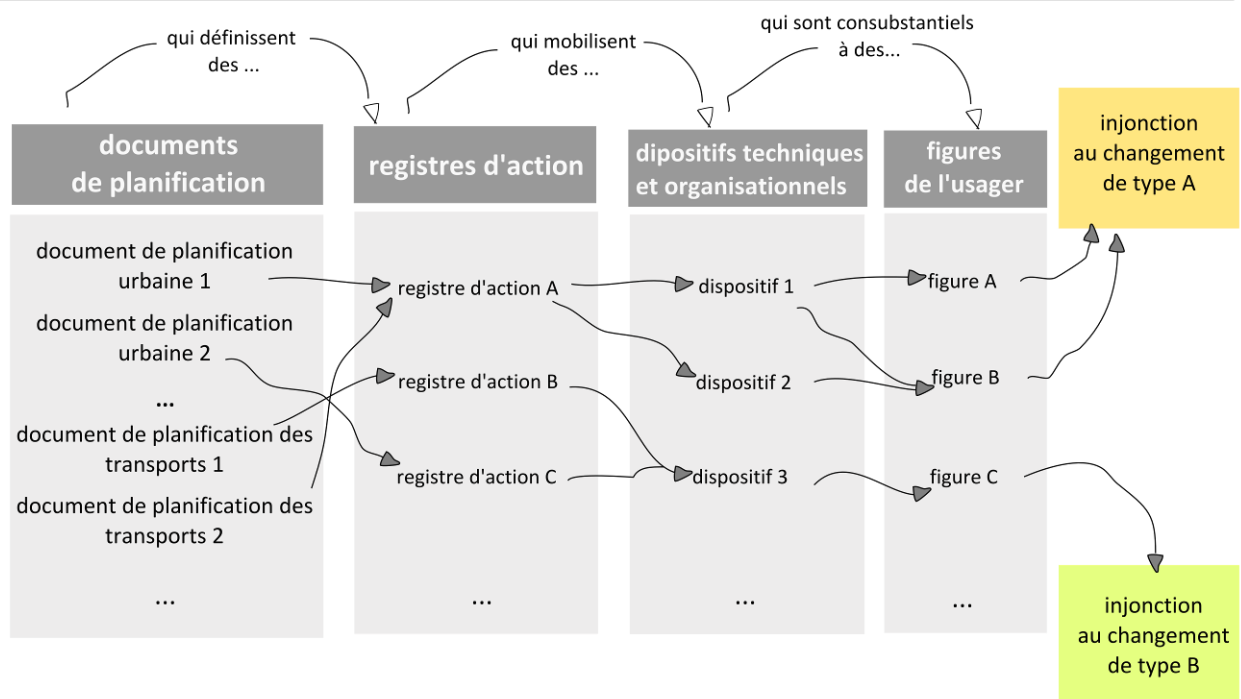 qui définissent
des ...
qui mobilisent
des ...
qui sont consubstantiels
à des...
documents
de planification
registres d'action
dipositifs techniques
et organisationnels
figures
de l'usager
injonction
au changement
de type A
document de planification
urbaine 1
document de planification
urbaine 2
...
document de planification des
transports 1
document de planification des
transports 2
...
registre d'action A
registre d'action B
registre d'action C
...
dispositif 1
dispositif 2
dispositif 3
...
figure A
figure B
figure C
...
injonction
au changement
de type B